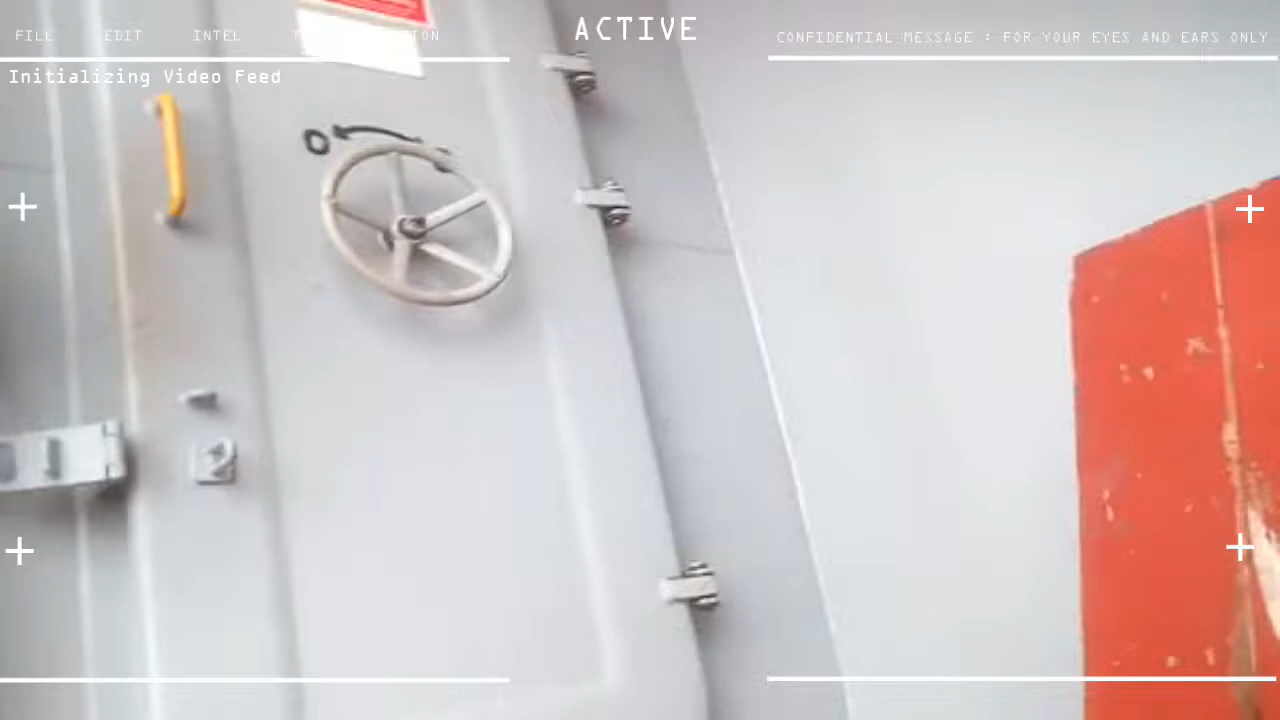 ACTIVE
FILE EDIT INTEL
CONFIDENTIAL MESSAGE : FOR YOUR EYES AND EARS ONLY
Initializing Video Feed